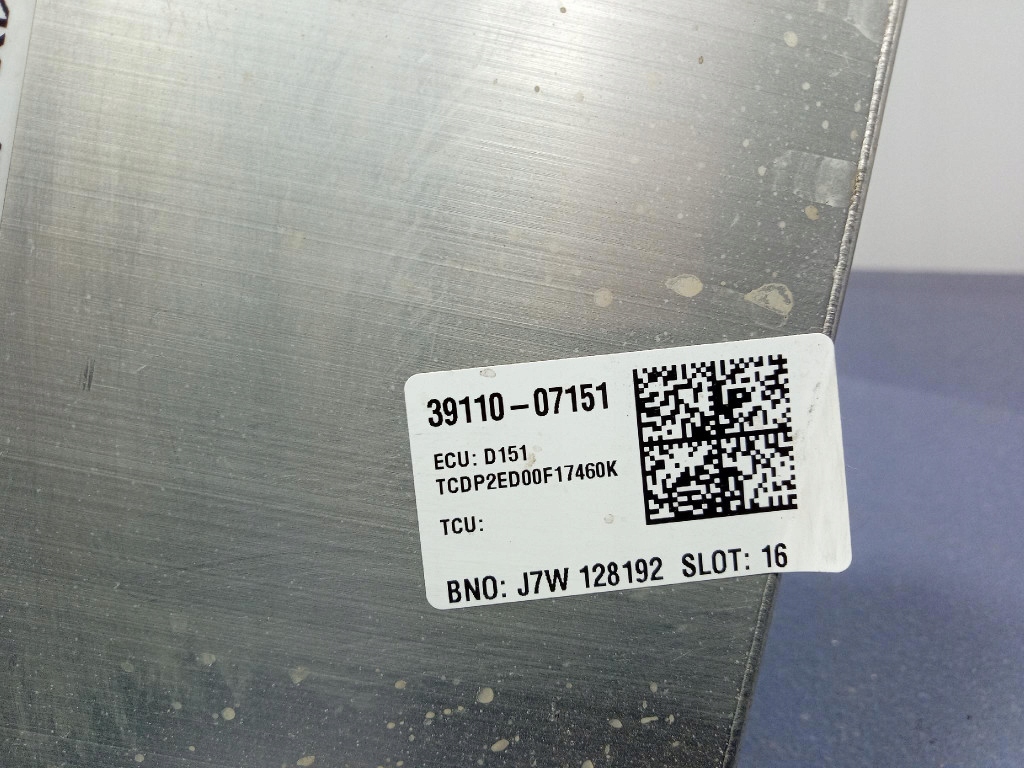 39110-07151
ECU: D151
TCDP2ED00F17460K
TCU:
BNO: J7W 128192 SLOT: 16